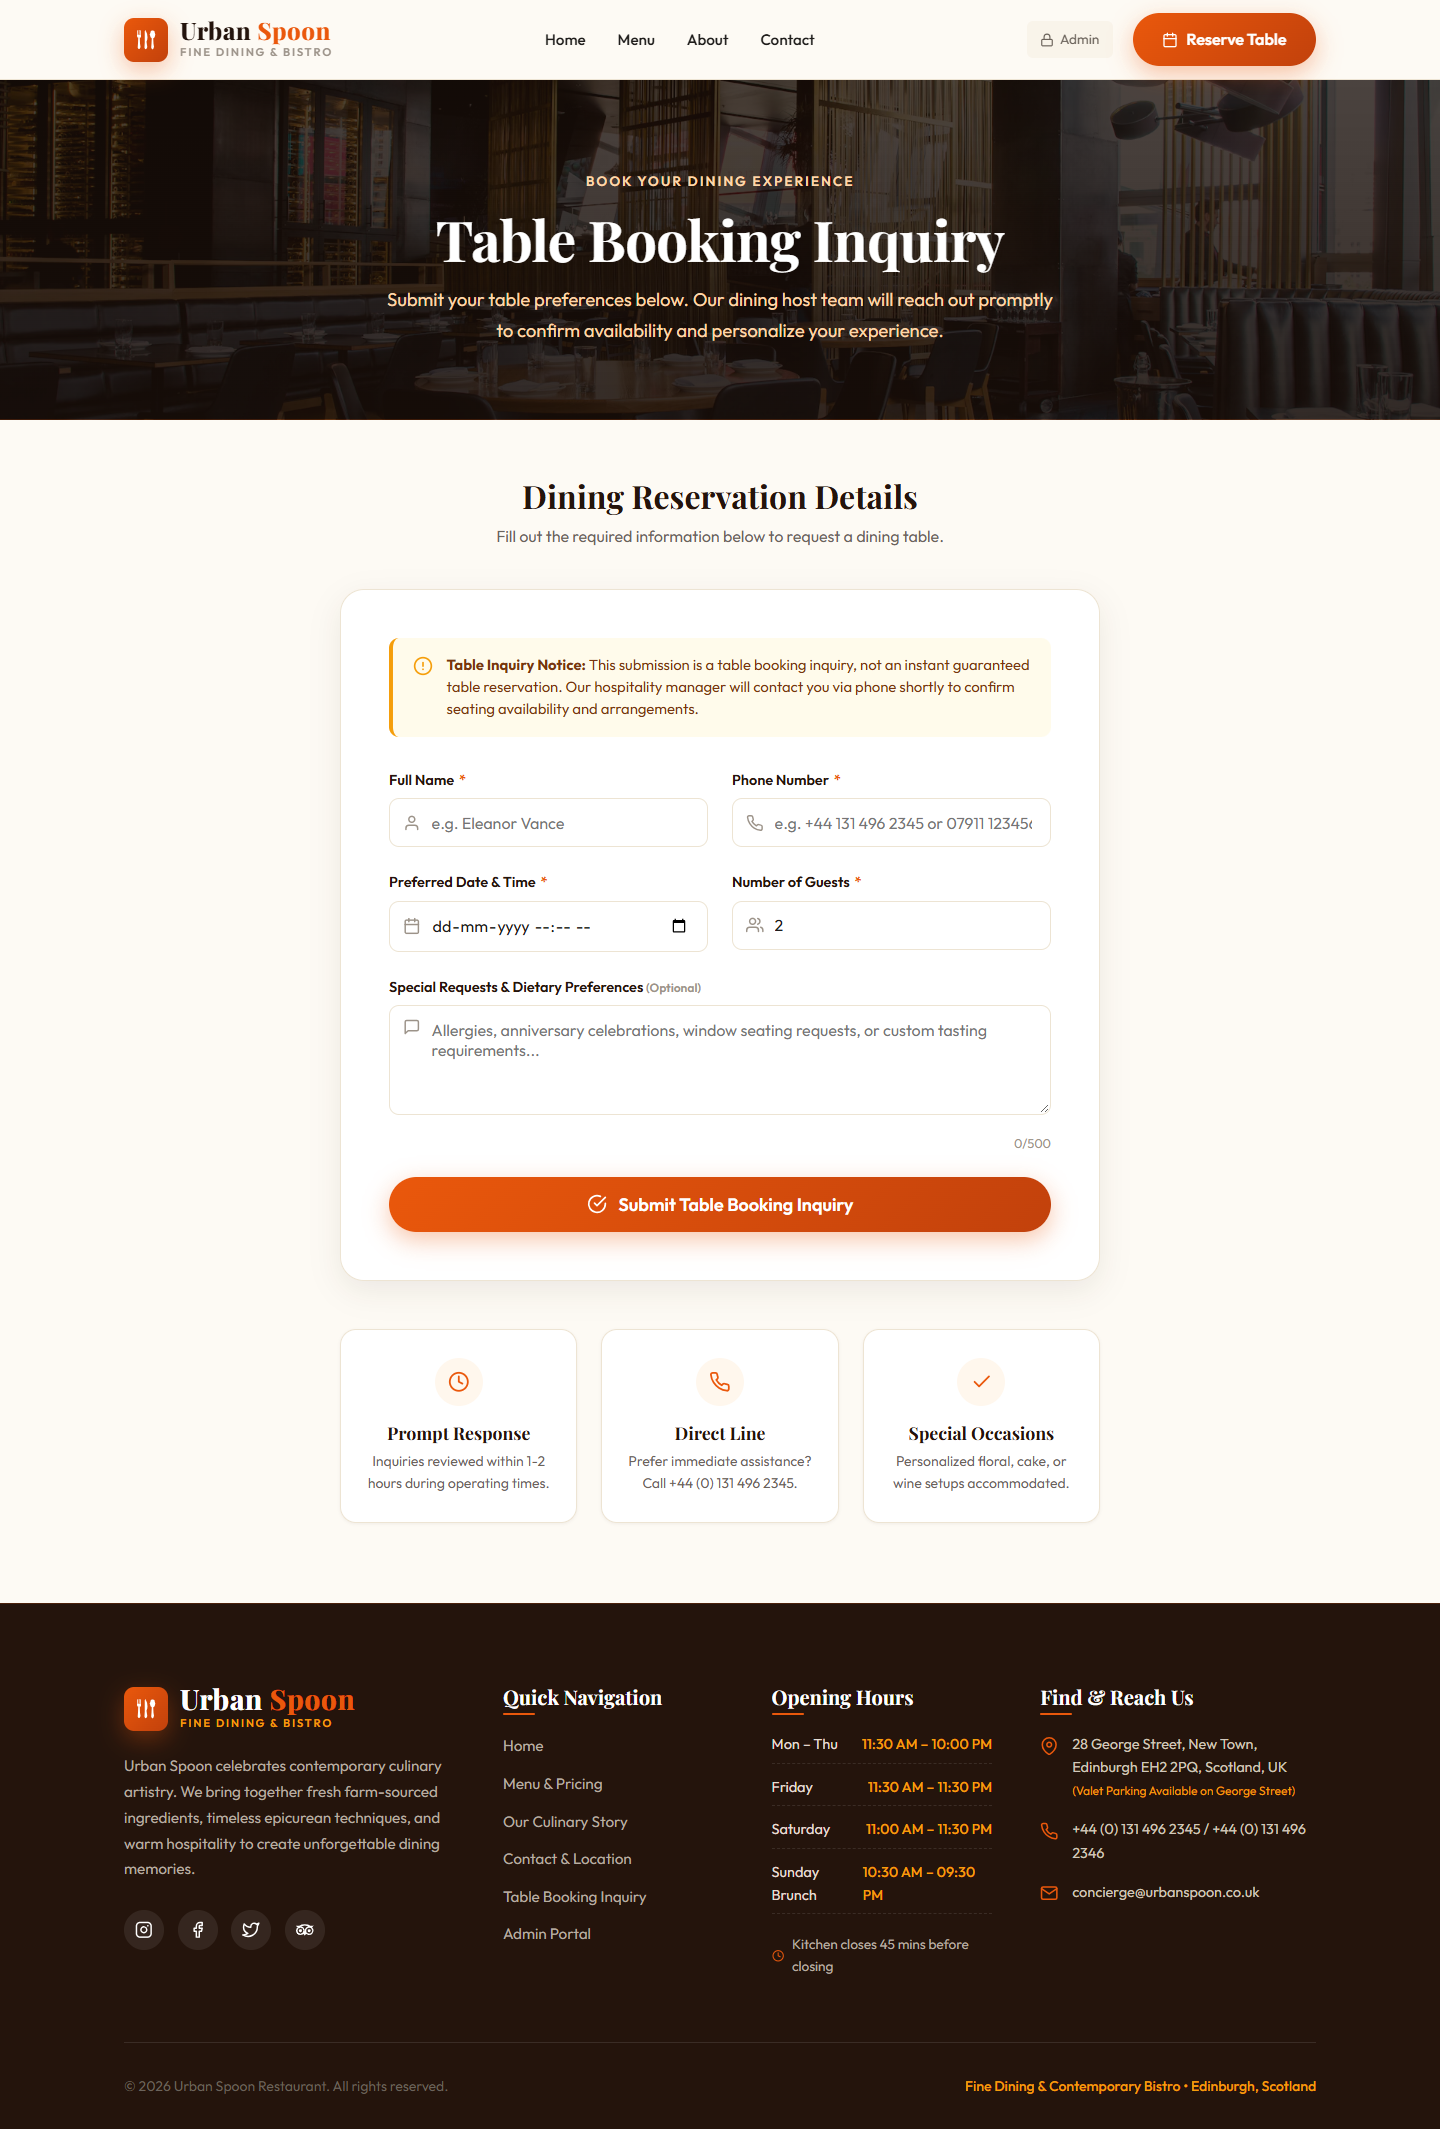 Urban Spoon
FINE DINING & BISTRO
Home
Menu
About
Contact
Admin
Reserve Table
BOOK YOUR DINING EXPERIENCE
Table Booking Inquiry
Submit your table preferences below. Our dining host team will reach out promptly
to confirm availability and personalize your experience.
Dining Reservation Details
Fill out the required information below to request a dining table.
Table Inquiry Notice: This submission is a table booking inquiry, not an instant guaranteed
table reservation. Our hospitality manager will contact you via phone shortly to confirm
seating availability and arrangements.
Full Name *
Phone Number *
e.g. Eleanor Vance
e.g. +44 131 496 2345 or 07911 123456
Preferred Date & Time *
Number of Guests *
dd-mm-yyyy --:-- --
2
Special Requests & Dietary Preferences (Optional)
Allergies, anniversary celebrations, window seating requests, or custom tasting
requirements...
0/500
Submit Table Booking Inquiry
Prompt Response
Inquiries reviewed within 1-2
hours during operating times.
Direct Line
Prefer immediate assistance?
Call +44 (0) 131 496 2345.
Special Occasions
Personalized floral, cake, or
wine setups accommodated.
Urban Spoon
FINE DINING & BISTRO
Urban Spoon celebrates contemporary culinary
artistry. We bring together fresh farm-sourced
ingredients, timeless epicurean techniques, and
warm hospitality to create unforgettable dining
memories.
Quick Navigation
Home
Menu & Pricing
Our Culinary Story
Contact & Location
Table Booking Inquiry
Admin Portal
Opening Hours
Mon – Thu 11:30 AM – 10:00 PM
Friday 11:30 AM – 11:30 PM
Saturday 11:00 AM – 11:30 PM
Sunday 10:30 AM – 09:30
Brunch PM
Kitchen closes 45 mins before
closing
Find & Reach Us
28 George Street, New Town,
Edinburgh EH2 2PQ, Scotland, UK
(Valet Parking Available on George Street)
+44 (0) 131 496 2345 / +44 (0) 131 496
2346
concierge@urbanspoon.co.uk
© 2026 Urban Spoon Restaurant. All rights reserved.
Fine Dining & Contemporary Bistro • Edinburgh, Scotland